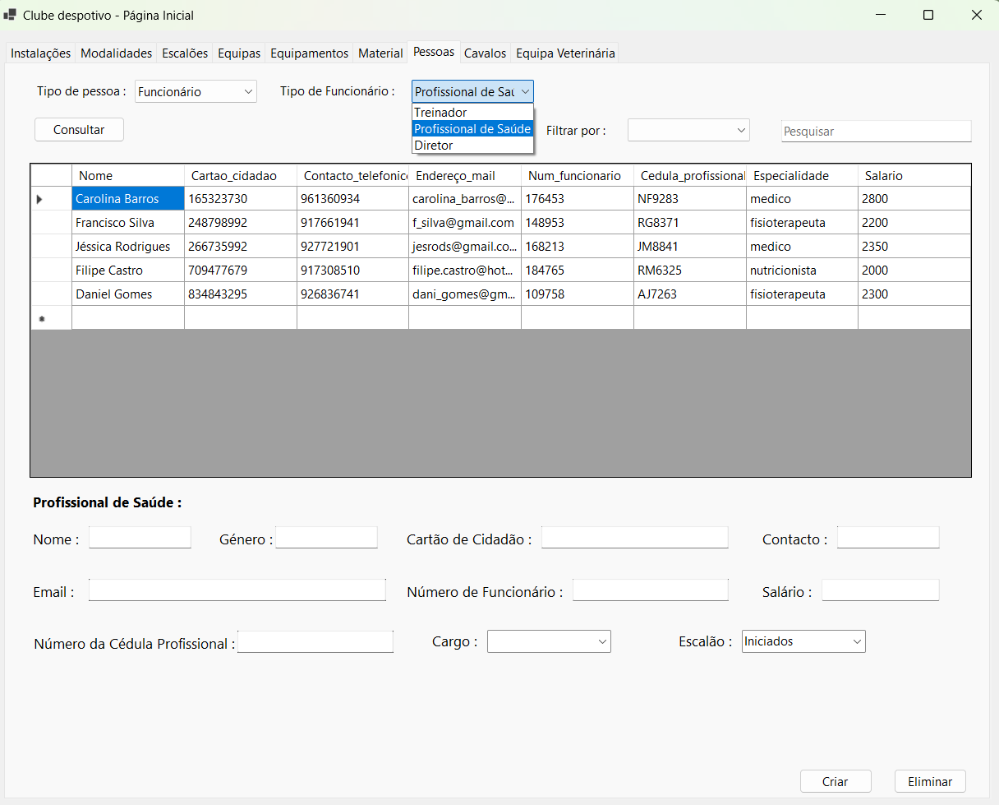 Clube despotivo - Página Inicial
Instalações Modalidades Escalões Equipas Equipamentos Material Pessoas Cavalos Equipa Veterinária
Tipo de pessoa : Funcionário Tipo de Funcionário : Profissional de Saú
Treinador
Consultar Profissional de Saúde Filtrar por : Pesquisar
Diretor
Nome Cartao_cidadao Contacto_telefonico Endereço_mail Num_funcionario Cedula_profissional Especialidade Salario
Carolina Barros 165323730 961360934 carolina_barros@... 176453 NF9283 medico 2800
Francisco Silva 248798992 917661941 f_silva@gmail.com 148953 RG8371 fisioterapeuta 2200
Jéssica Rodrigues 266735992 927721901 jesrods@gmail.co... 168213 JM8841 medico 2350
Filipe Castro 709477679 917308510 filipe.castro@hot... 184765 RM6325 nutricionista 2000
Daniel Gomes 834843295 926836741 dani_gomes@gm... 109758 AJ7263 fisioterapeuta 2300
Profissional de Saúde :
Nome : Género : Cartão de Cidadão : Contacto :
Email : Número de Funcionário : Salário :
Número da Cédula Profissional : Cargo : Escalão : Iniciados
Criar Eliminar